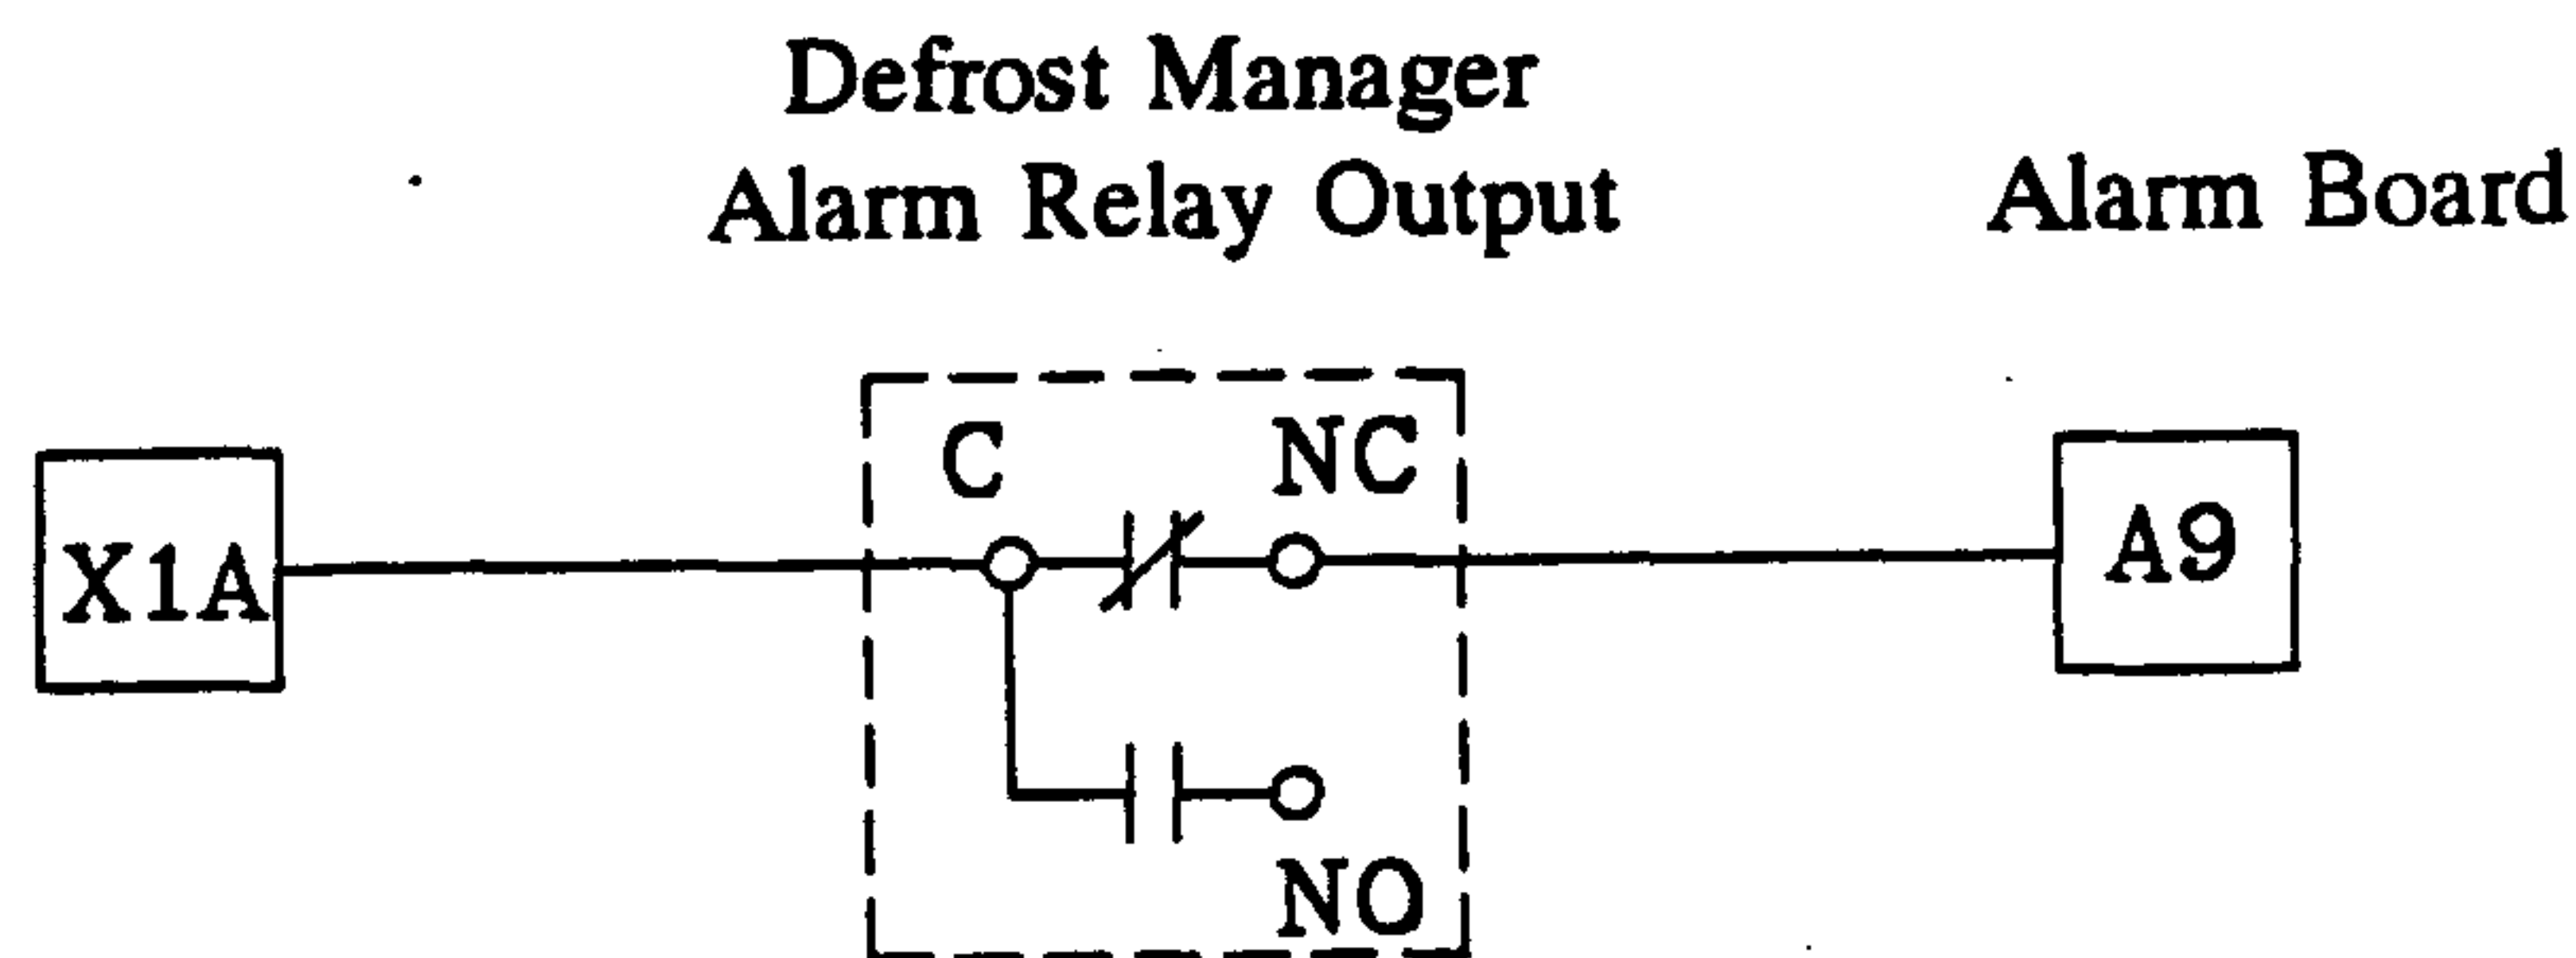 Defrost Manager
Alarm Relay Output
Alarm Board
C
NC
X1A
A9
NO